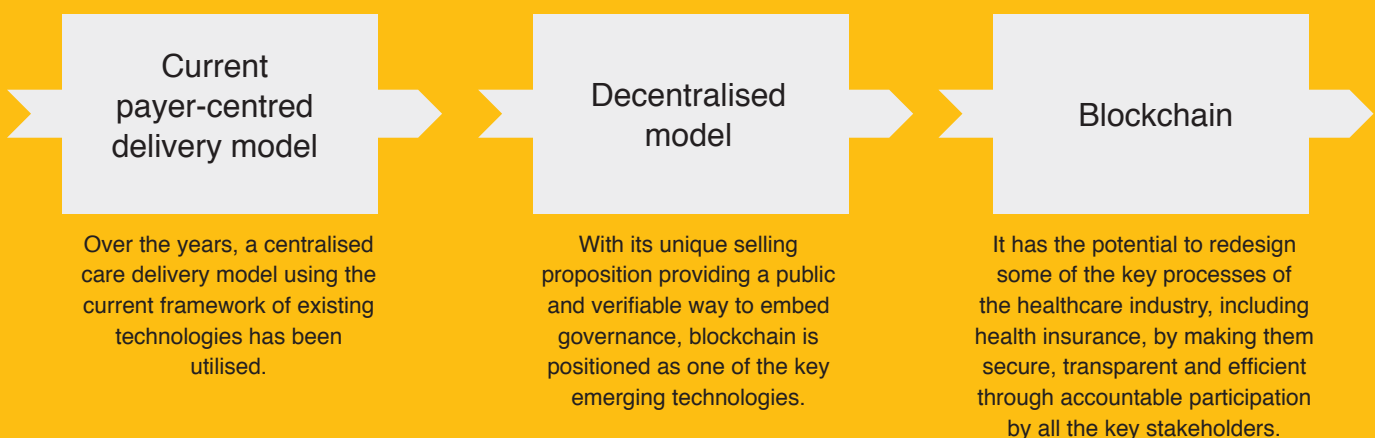 Current
payer-centred
delivery model
Over the years, a centralised
care delivery model using the
current framework of existing
technologies has been
utilised.
Decentralised
model
With its unique selling
proposition providing a public
and verifiable way to embed
governance, blockchain is
positioned as one of the key
emerging technologies.
Blockchain
It has the potential to redesign
some of the key processes of
the healthcare industry, including
health insurance, by making them
secure, transparent and efficient
through accountable participation
by all the key stakeholders.